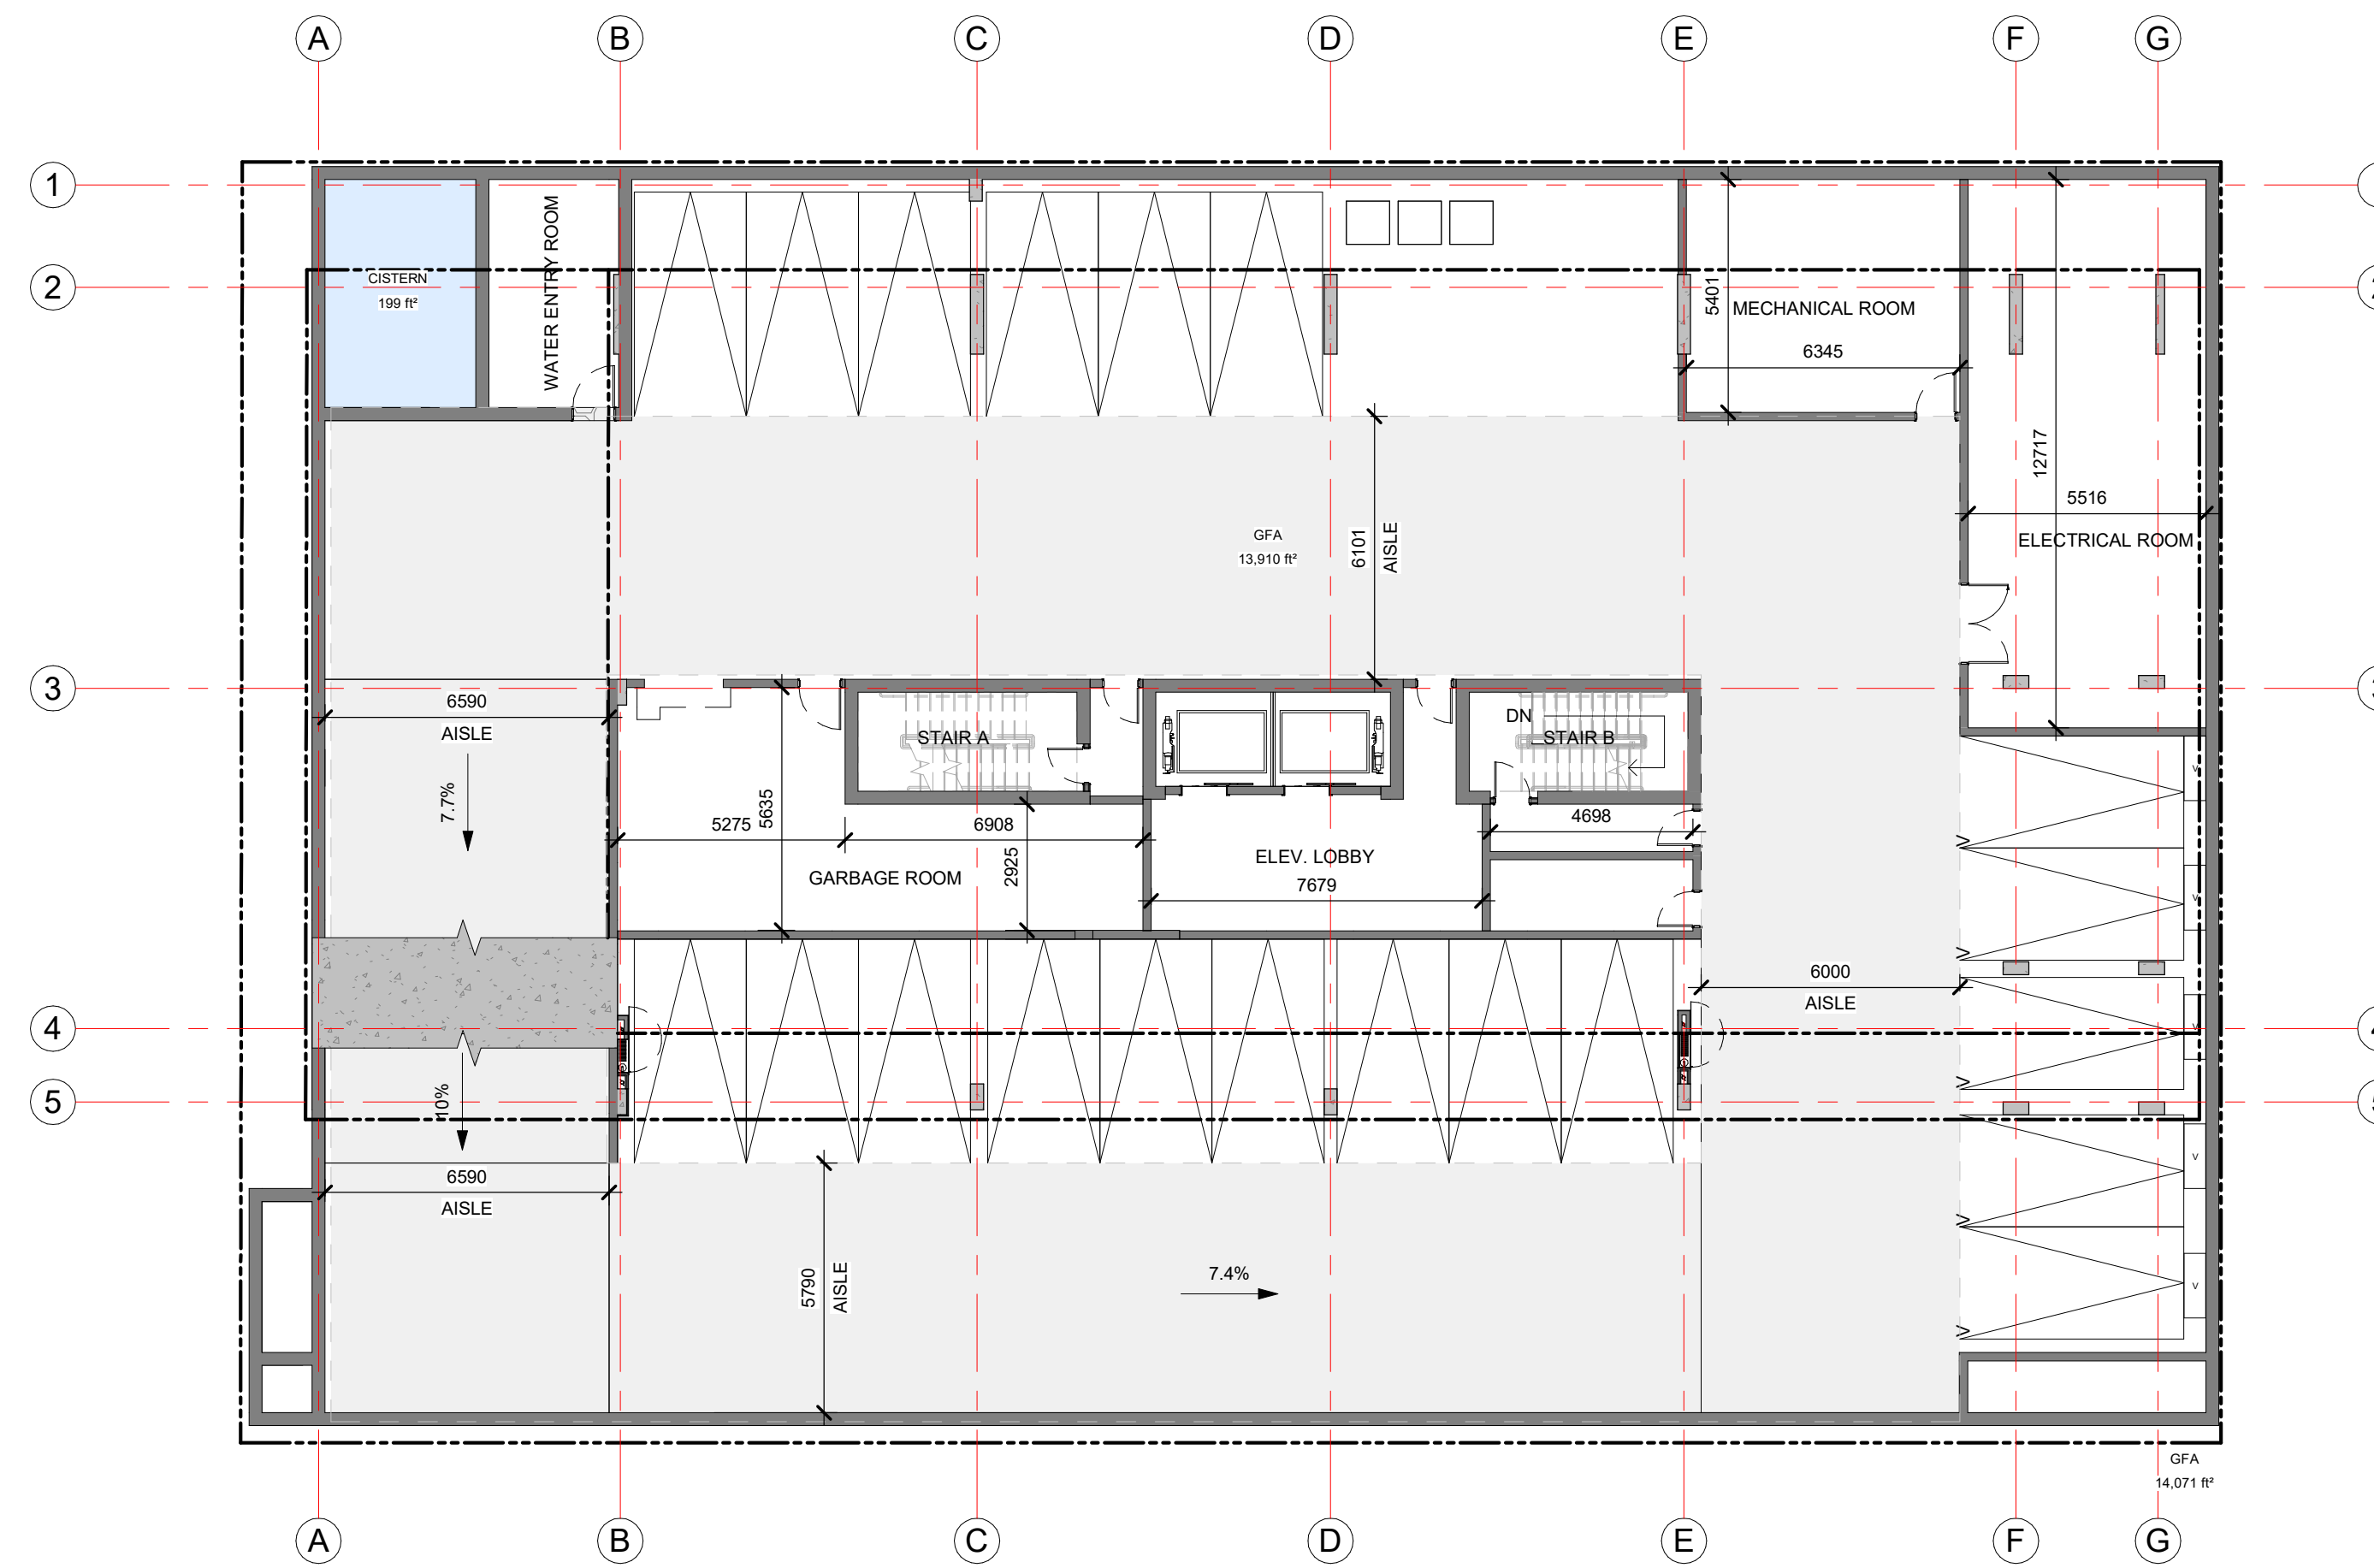 A
B
C
D
E
F
G
1
2
CISTERN
199 ft²
WATER ENTRY ROOM
5401
MECHANICAL ROOM
6345
12717
5516
ELECTRICAL ROOM
GFA
13,910 ft²
6101
AISLE
3
3
6590
AISLE
7.7%
STAIR A
DN
STAIR B
5275
5635
6908
2925
GARBAGE ROOM
ELEV. LOBBY
7679
4698
V
V
V
V
V
6000
AISLE
4
5
10%
6590
AISLE
5790
AISLE
7.4%
GFA
14,071 ft²
A
B
C
D
E
F
G